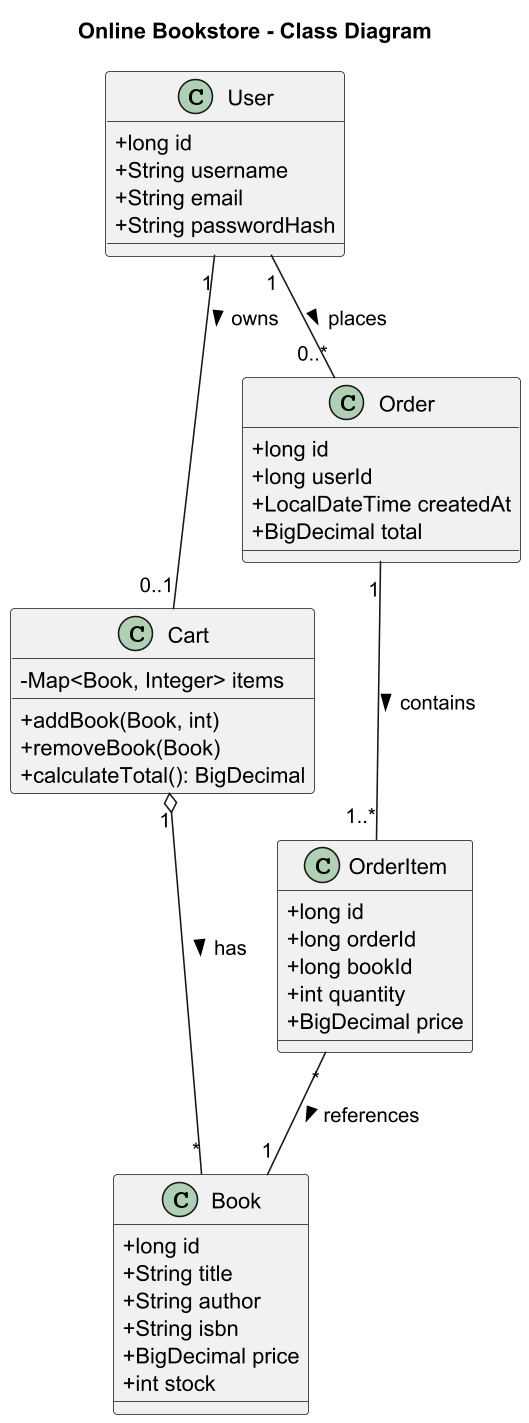 Online Bookstore - Class Diagram
C User
+long id
+String username
+String email
+String passwordHash
1
1
owns
places
0..*
C Order
+long id
+long userId
+LocalDateTime createdAt
+BigDecimal total
0..1
1
C Cart
-Map<Book, Integer> items
+addBook(Book, int)
+removeBook(Book)
+calculateTotal(): BigDecimal
contains
1
1..*
C OrderItem
+long id
+long orderId
+long bookId
+int quantity
+BigDecimal price
has
*
references
*
1
C Book
+long id
+String title
+String author
+String isbn
+BigDecimal price
+int stock